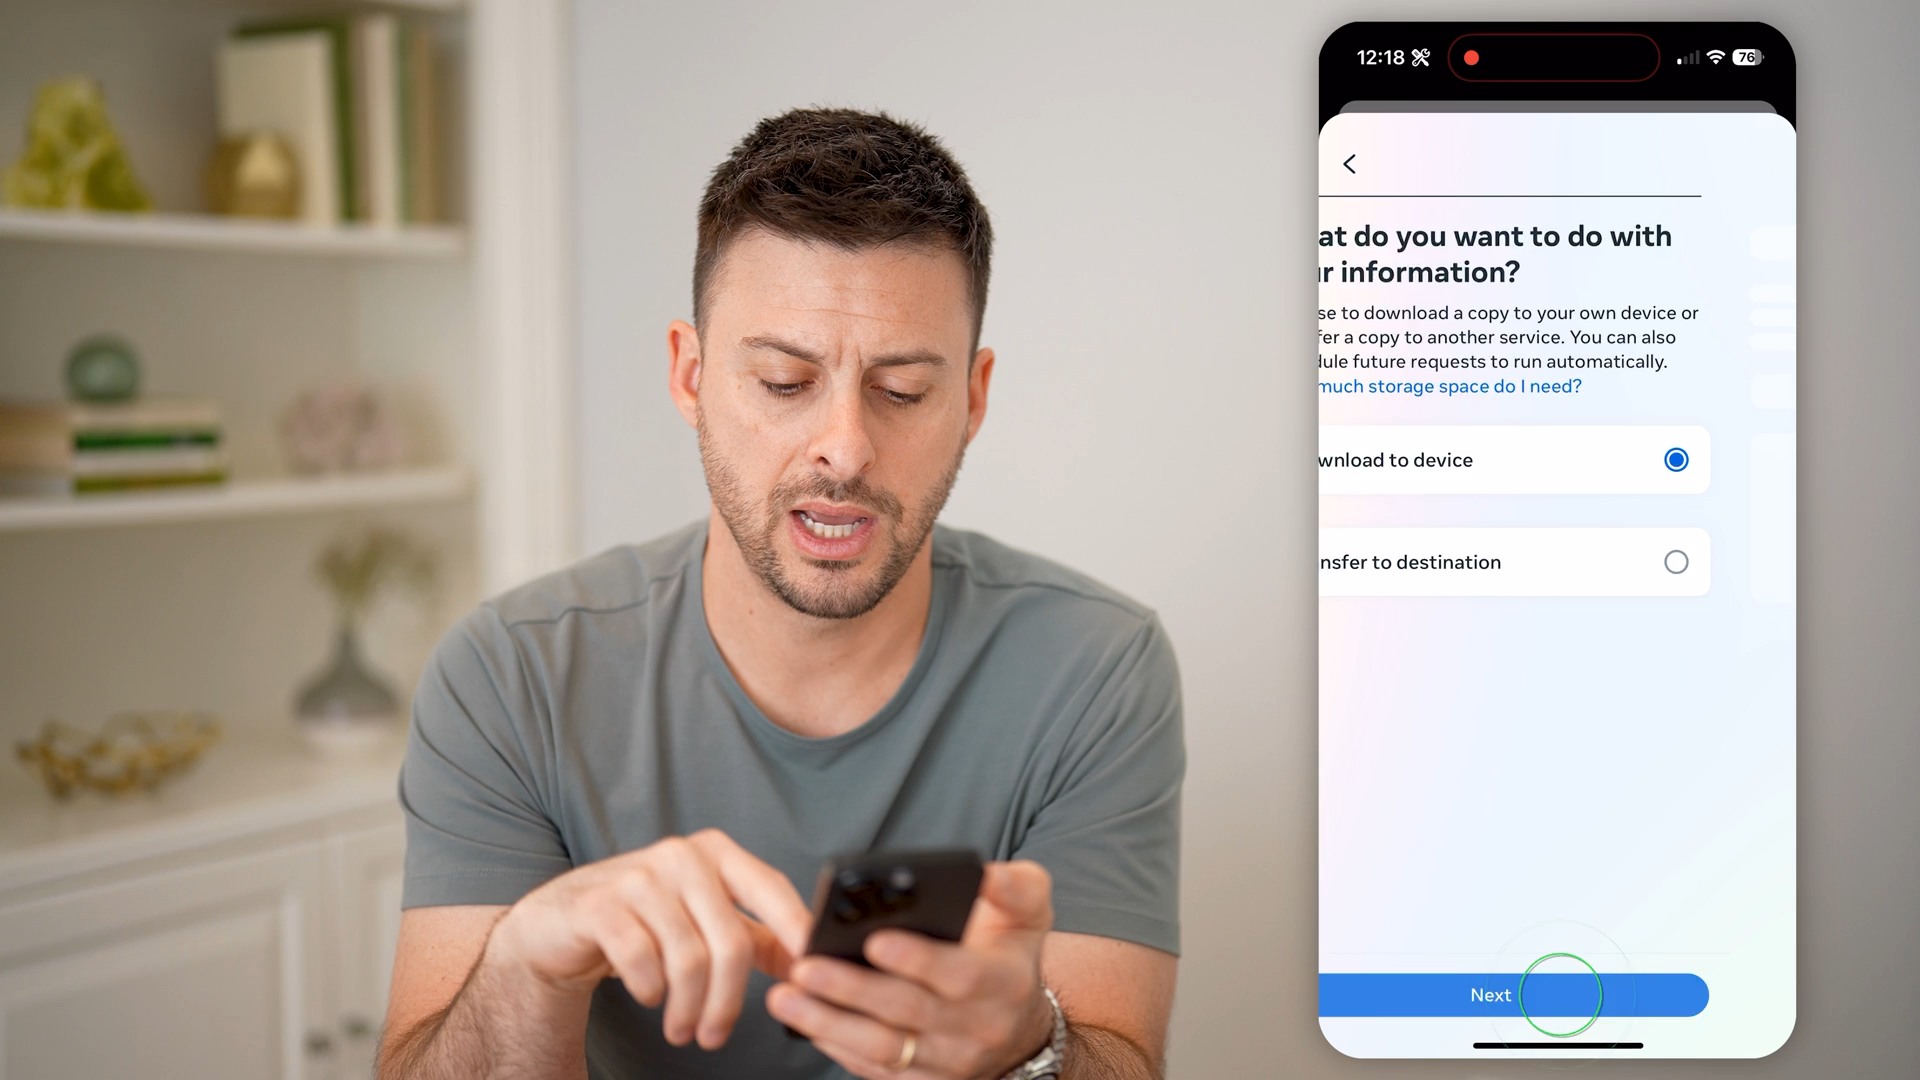 12:18
76
at do you want to do with
r information?
se to download a copy to your own device or
fer a copy to another service. You can also
dule future requests to run automatically.
much storage space do I need?
wnload to device
nsfer to destination
Next